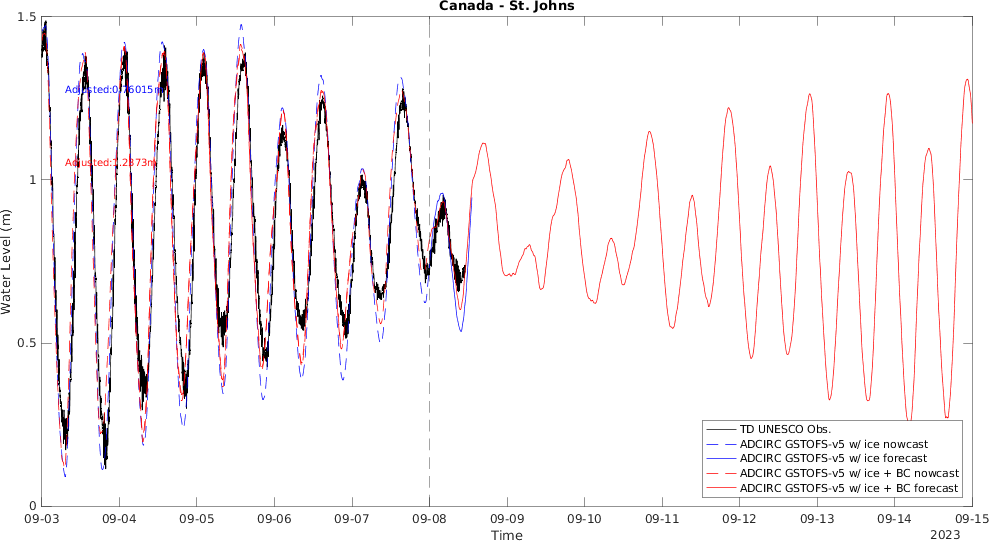 Canada - St. Johns
1.5
1
0.5
0
Water Level (m)
Adjusted:0.76015m
Adjusted:1.2373m
TD UNESCO Obs.
ADCIRC GSTOFS-v5 w/ ice nowcast
ADCIRC GSTOFS-v5 w/ ice forecast
ADCIRC GSTOFS-v5 w/ ice + BC nowcast
ADCIRC GSTOFS-v5 w/ ice + BC forecast
09-03 09-04 09-05 09-06 09-07 09-08 09-09 09-10 09-11 09-12 09-13 09-14 09-15
Time
2023